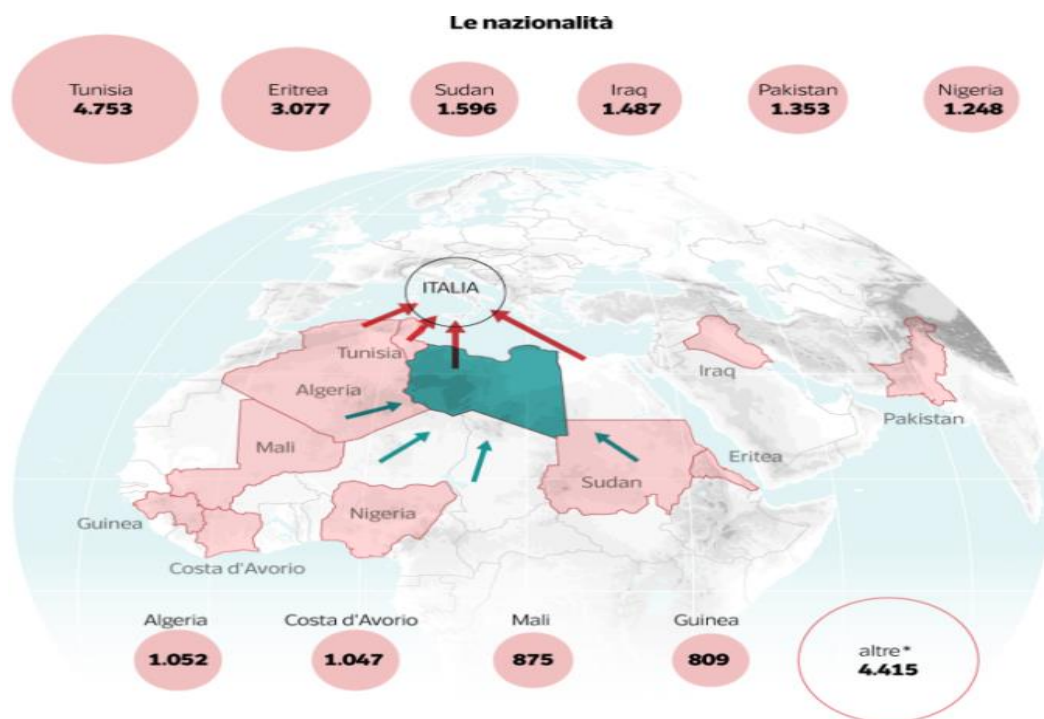 Le nazionalità
Tunisia
4.753
Eritrea
3.077
Sudan
1.596
Iraq
1.487
Pakistan
1.353
Nigeria
1.248
ITALIA
Tunisia
Algeria
Mali
Guinea
Costa d'Avorio
Nigeria
Sudan
Eritea
Iraq
Pakistan
Algeria
1.052
Costa d'Avorio
1.047
Mali
875
Guinea
809
altre*
4.415